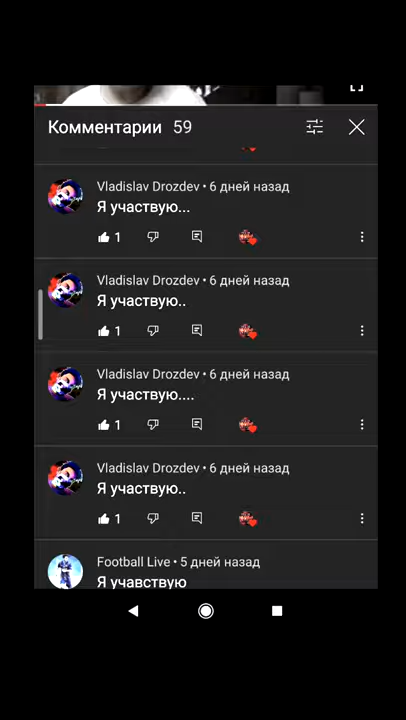 Комментарии 59
Vladislav Drozdev • 6 дней назад
Я участвую...
1
Vladislav Drozdev • 6 дней назад
Я участвую..
1
Vladislav Drozdev • 6 дней назад
Я участвую....
1
Vladislav Drozdev • 6 дней назад
Я участвую..
1
Football Live • 5 дней назад
Я учавствую